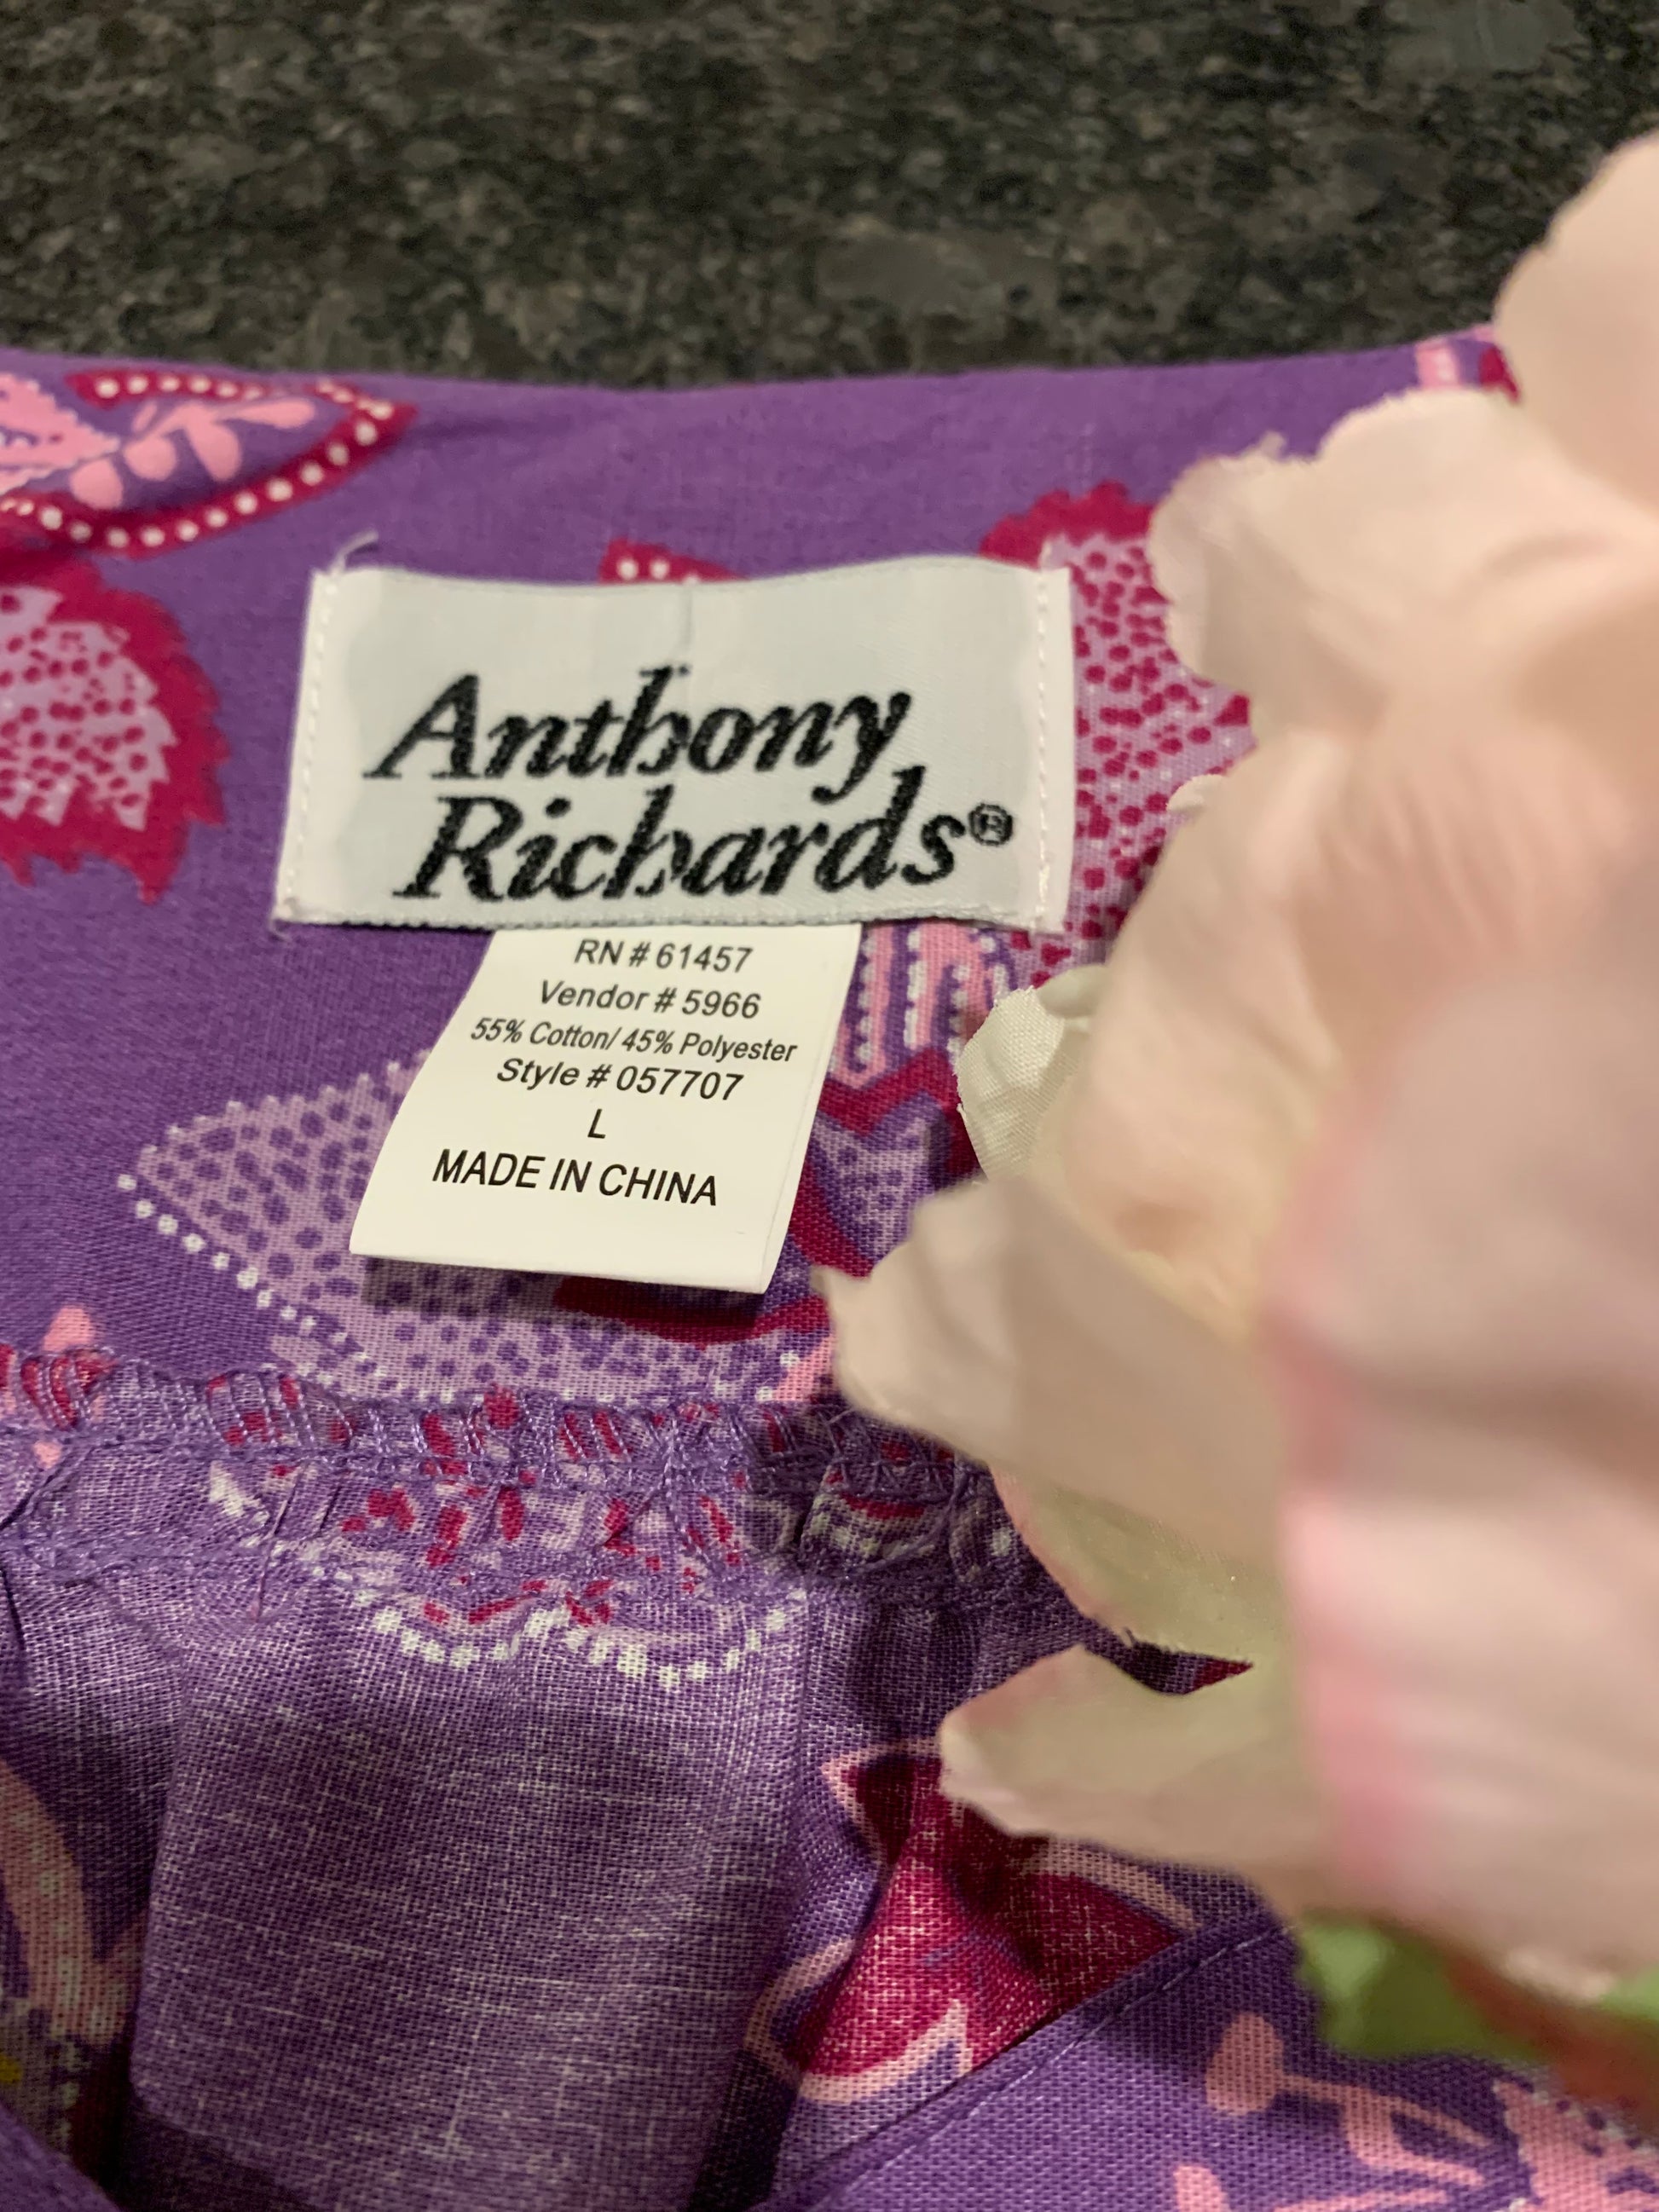 Anthony
Richards®
RN # 61457
Vendor # 5966
55% Cotton/ 45% Polyester
Style # 057707
L
MADE IN CHINA